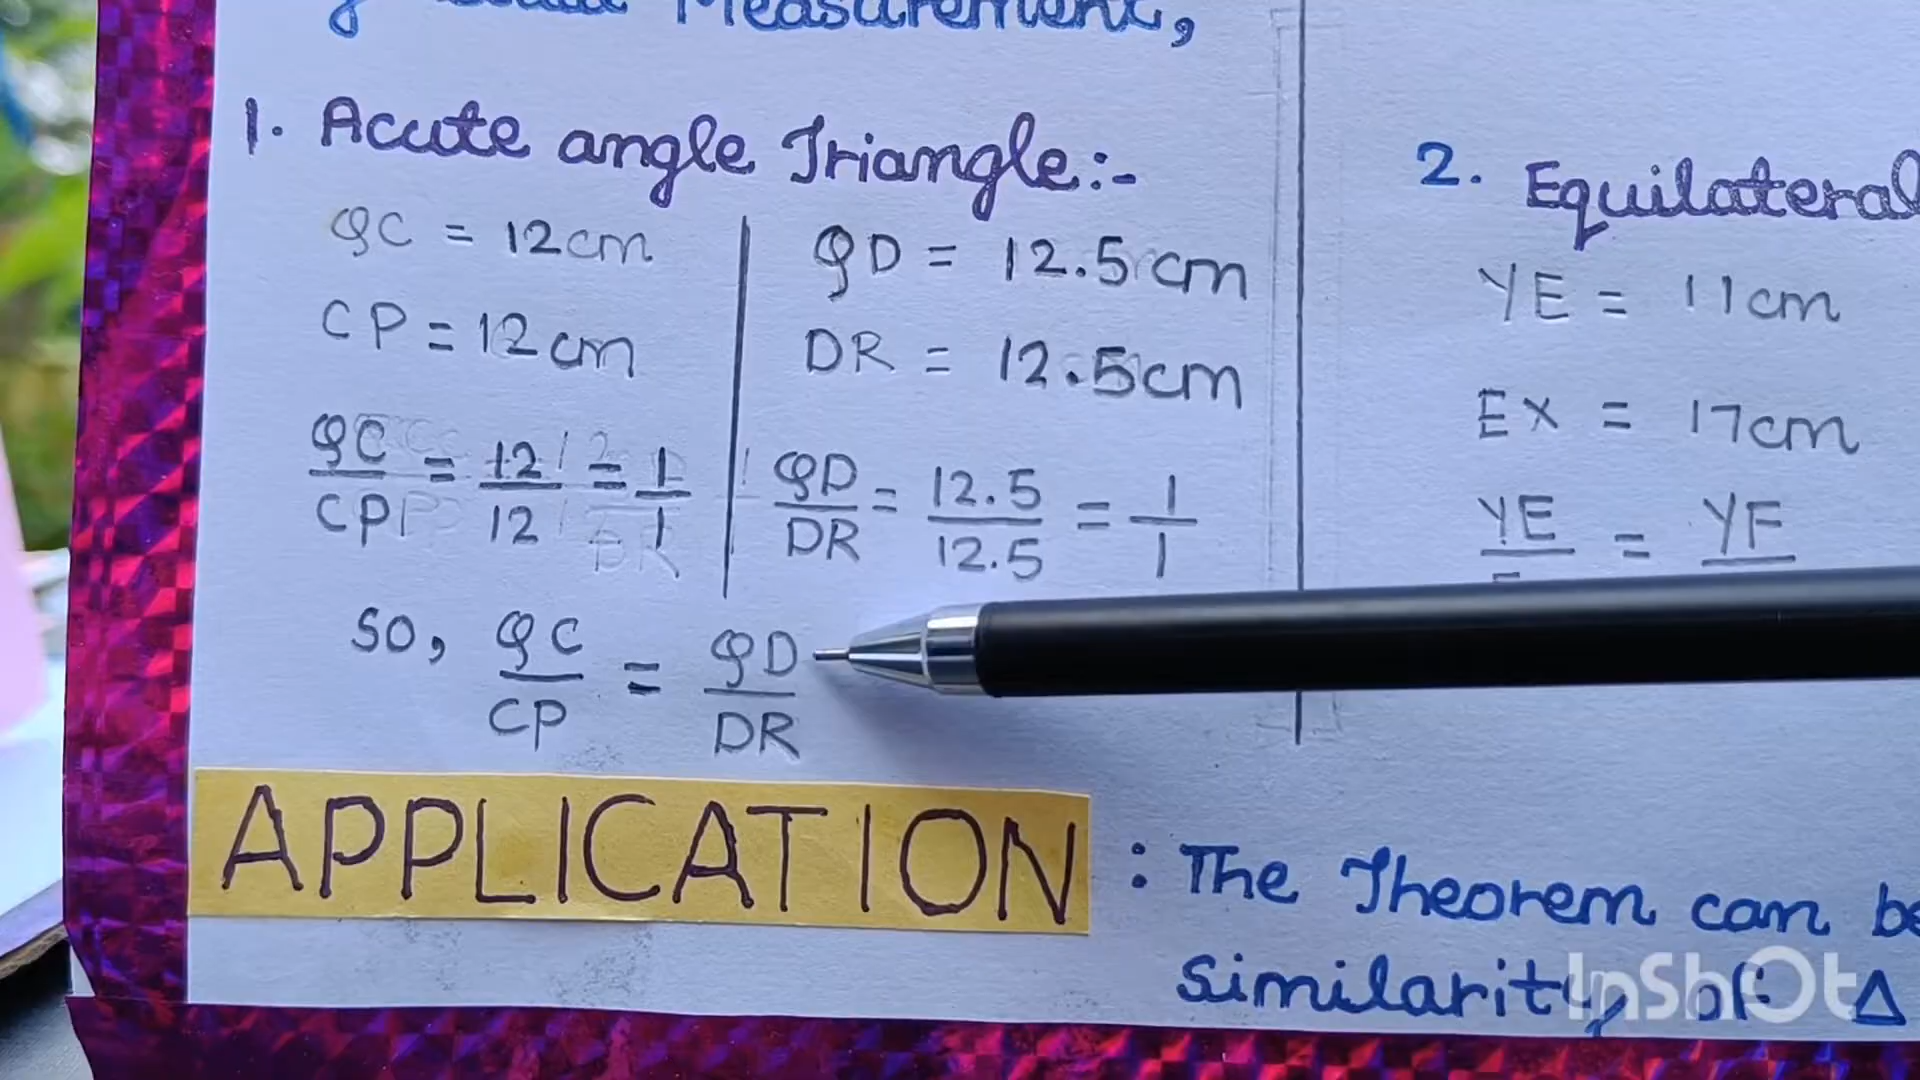 Measurement,
1. Acute angle Triangle:-
QC = 12cm
CP = 12cm
QC/CP = 12/12 = 1/1
QD = 12.5cm
DR = 12.5cm
QD/DR = 12.5/12.5 = 1/1
SO, QC/CP = QD/DR
2. Equilateral
YE = 11cm
EX = 17cm
YE = YF
APPLICATION : The Theorem can be
Similarity of Δ
InShOt